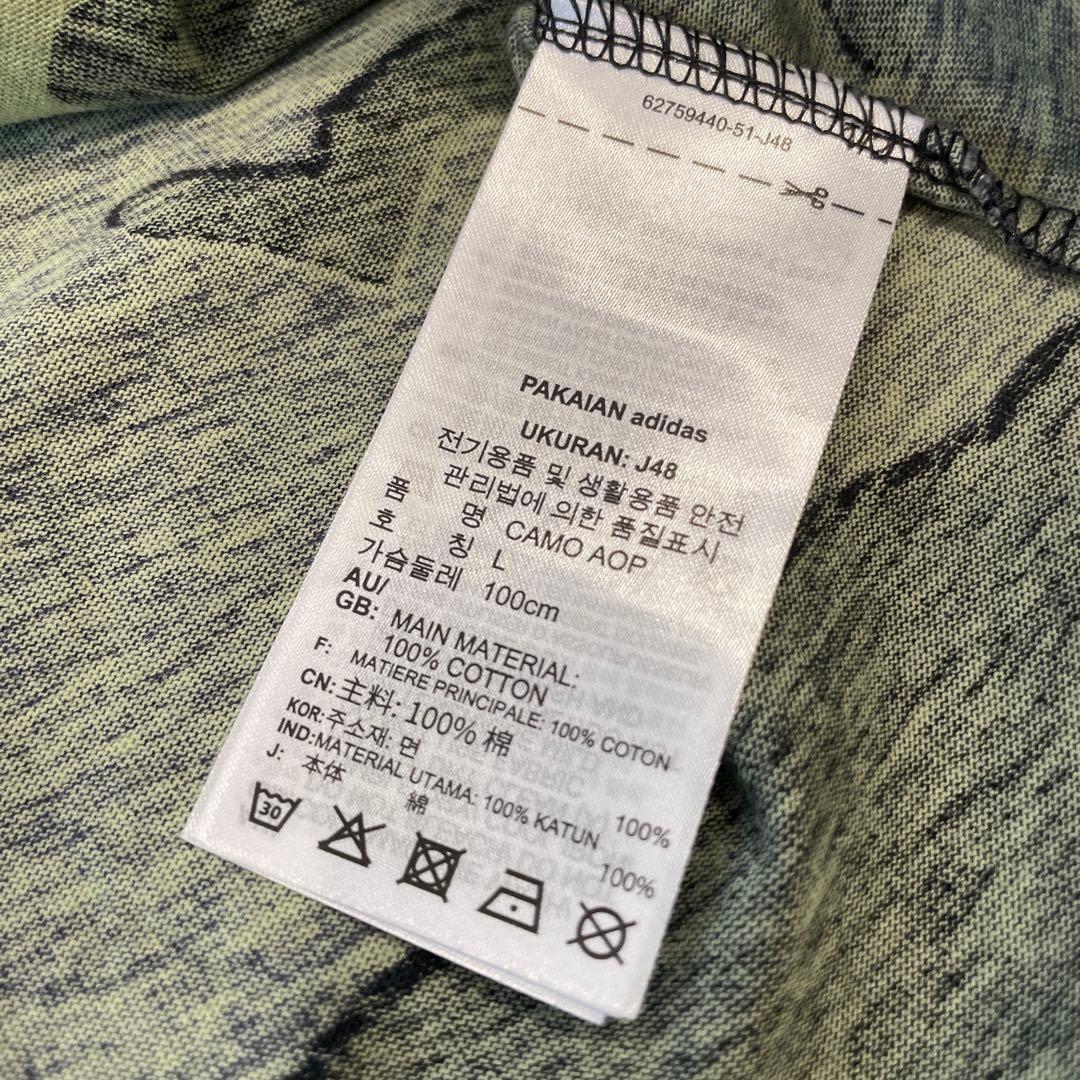 62759440-51-J48
PAKAIAN adidas
UKURAN: J48
전기용품 및 생활용품 안전
관리법에 의한 품질표시
품 명 CAMO AOP
호 칭 L
가슴둘레 100cm
AU/
GB: MAIN MATERIAL:
100% COTTON
F: MATIERE PRINCIPALE: 100% COTON
CN: 主料: 100% 棉
KOR: 주소재: 면 100%
IND: MATERIAL UTAMA: 100% KATUN
J: 本体 綿 100%
30